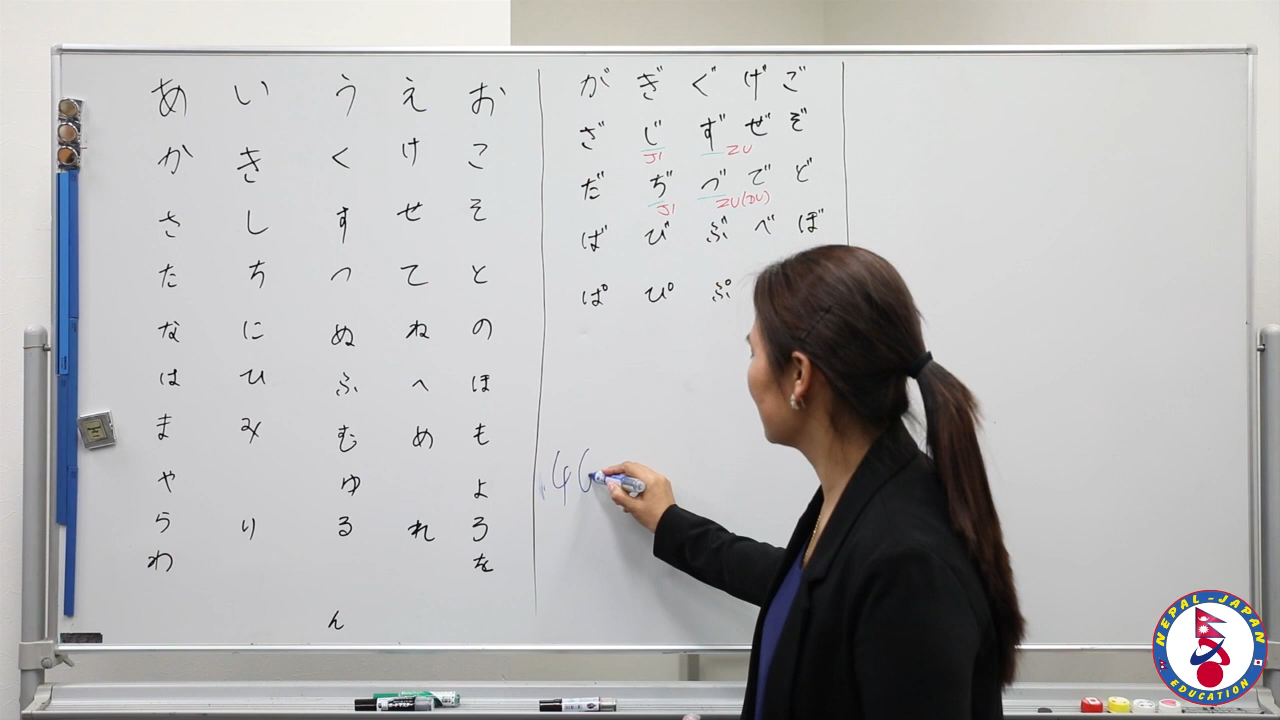 あ い う え お
か き く け こ
さ し す せ そ
た ち つ て と
な に ぬ ね の
は ひ ふ へ ほ
ま み む め も
や ゆ よ
ら り る れ ろ
わ を
ん
が ぎ ぐ げ ご
ざ じ ず ぜ ぞ
JI ZU
だ ぢ づ で ど
JI ZU(DU)
ば び ぶ べ ぼ
ぱ ぴ ぷ
46
NEPAL-JAPAN
EDUCATION